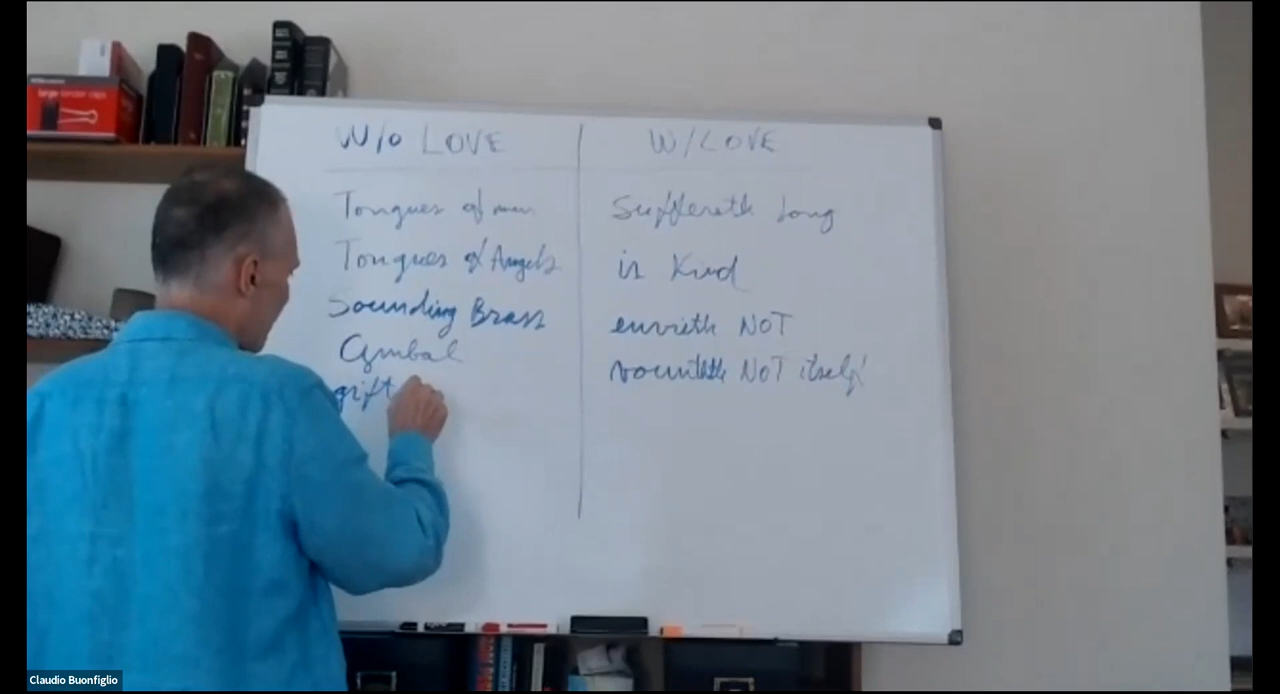 W/o LOVE
W/LOVE
Tongues of men
Tongues of Angels
Sounding Brass
Cymbal
gift
Suffereth Long
is Kind
envieth NOT
vaunteth NOT itself
Claudio Buonfiglio